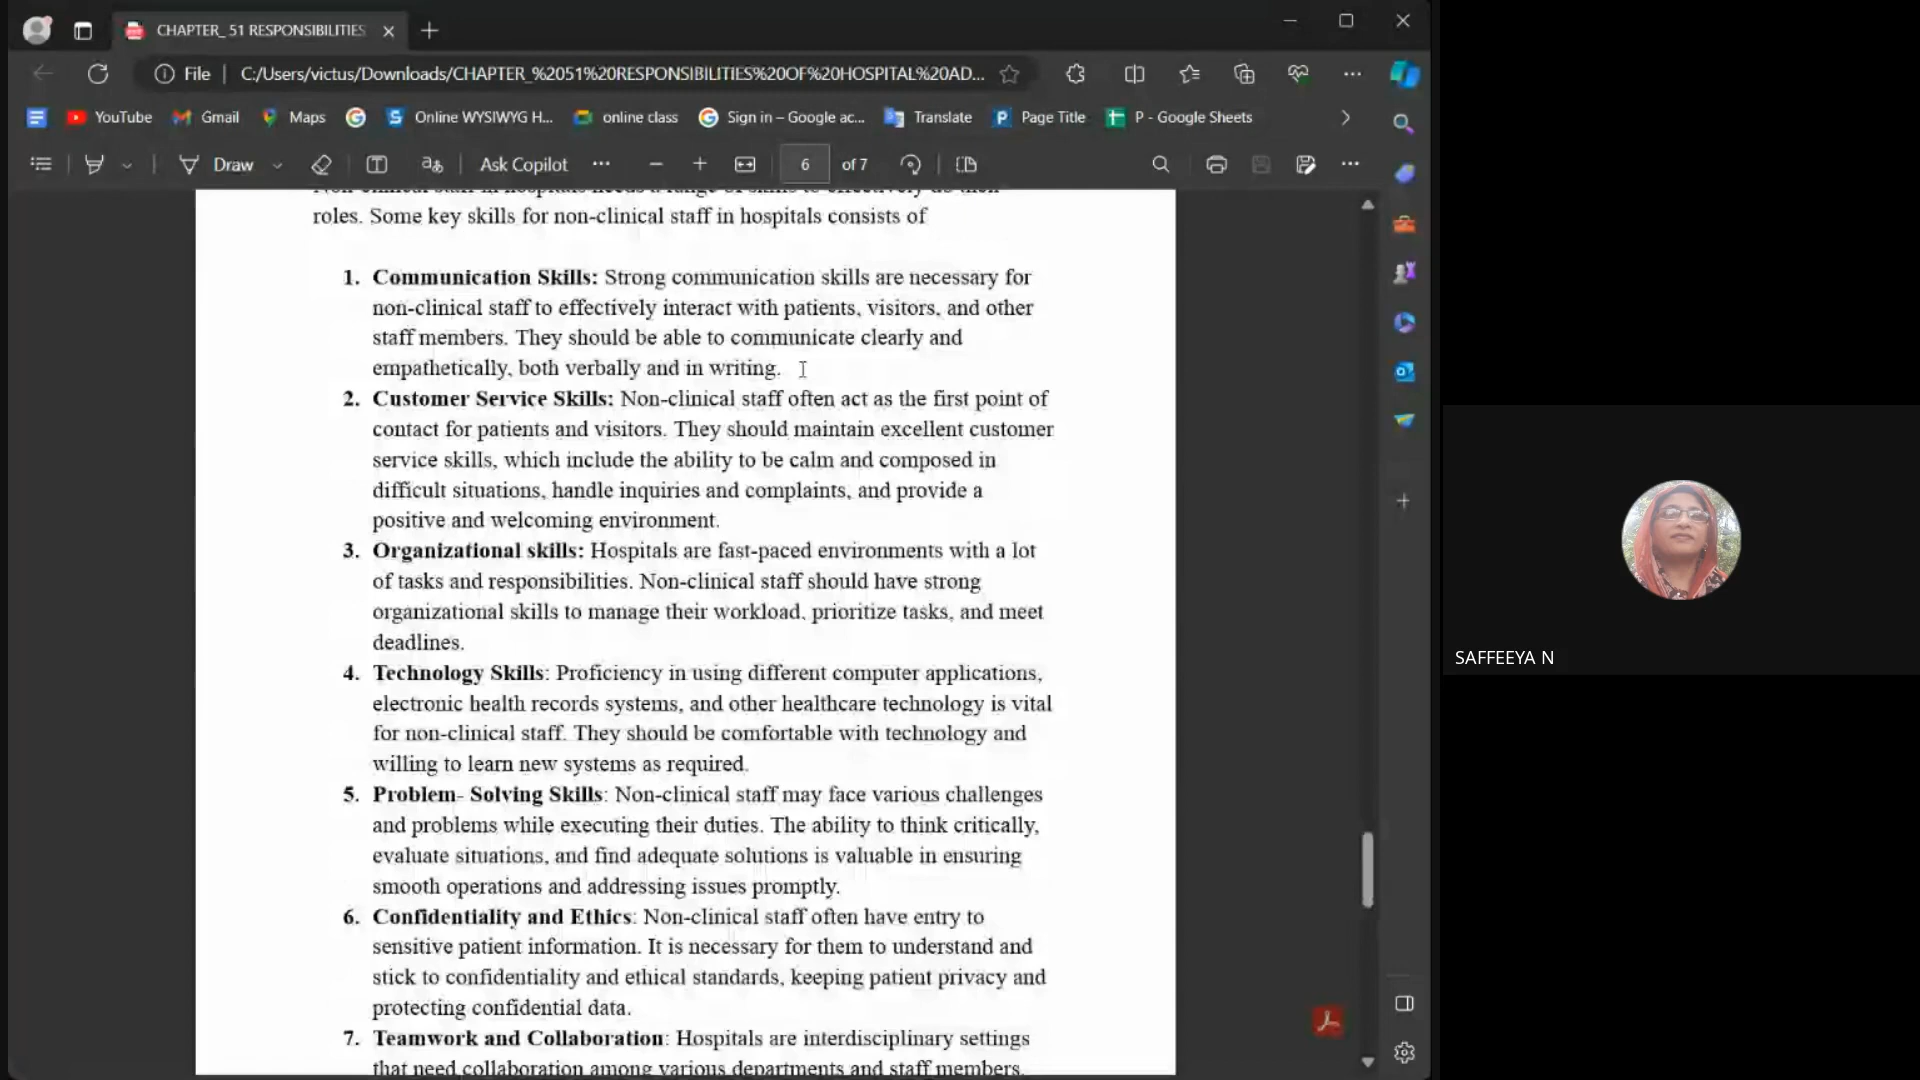 CHAPTER_ 51 RESPONSIBILITIES
File
C:/Users/victus/Downloads/CHAPTER_%2051%20RESPONSIBILITIES%20OF%20HOSPITAL%20AD...
YouTube Gmail Maps Online WYSIWYG H... online class Sign in – Google ac... Translate Page Title P - Google Sheets
Draw Ask Copilot 6 of 7
Non-clinical staff in hospitals needs a range of skills to effectively do their
roles. Some key skills for non-clinical staff in hospitals consists of
1. Communication Skills: Strong communication skills are necessary for
non-clinical staff to effectively interact with patients, visitors, and other
staff members. They should be able to communicate clearly and
empathetically, both verbally and in writing.
2. Customer Service Skills: Non-clinical staff often act as the first point of
contact for patients and visitors. They should maintain excellent customer
service skills, which include the ability to be calm and composed in
difficult situations, handle inquiries and complaints, and provide a
positive and welcoming environment.
3. Organizational skills: Hospitals are fast-paced environments with a lot
of tasks and responsibilities. Non-clinical staff should have strong
organizational skills to manage their workload, prioritize tasks, and meet
deadlines.
4. Technology Skills: Proficiency in using different computer applications,
electronic health records systems, and other healthcare technology is vital
for non-clinical staff. They should be comfortable with technology and
willing to learn new systems as required.
5. Problem- Solving Skills: Non-clinical staff may face various challenges
and problems while executing their duties. The ability to think critically,
evaluate situations, and find adequate solutions is valuable in ensuring
smooth operations and addressing issues promptly.
6. Confidentiality and Ethics: Non-clinical staff often have entry to
sensitive patient information. It is necessary for them to understand and
stick to confidentiality and ethical standards, keeping patient privacy and
protecting confidential data.
7. Teamwork and Collaboration: Hospitals are interdisciplinary settings
that need collaboration among various departments and staff members.
SAFFEEYA N